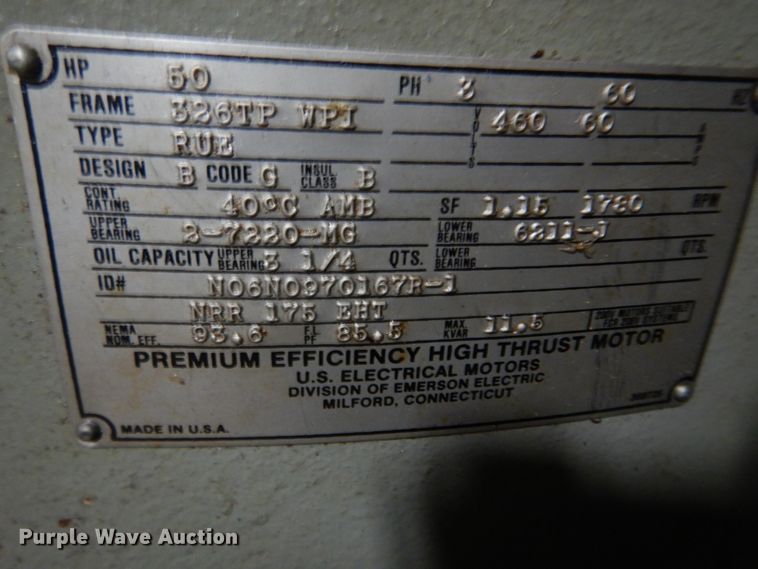 HP 50 PH 3 60
FRAME 326TP WPI VOLTS 460 60 AMPS
TYPE RUE
DESIGN B CODE G INSUL CLASS B
CONT. RATING 40°C AMB SF 1.15 1780 RPM
UPPER BEARING 2-7220-MG LOWER BEARING 6211-J
OIL CAPACITY UPPER BEARING 3 1/4 QTS. LOWER BEARING QTS.
ID# N06N0970167R-1
NRR 175 EHT
NEMA NOM. EFF. 93.6 F.L. PF 85.5 MAX. KVAR 11.5
PREMIUM EFFICIENCY HIGH THRUST MOTOR
U.S. ELECTRICAL MOTORS
DIVISION OF EMERSON ELECTRIC
MILFORD, CONNECTICUT
MADE IN U.S.A.
Purple Wave Auction